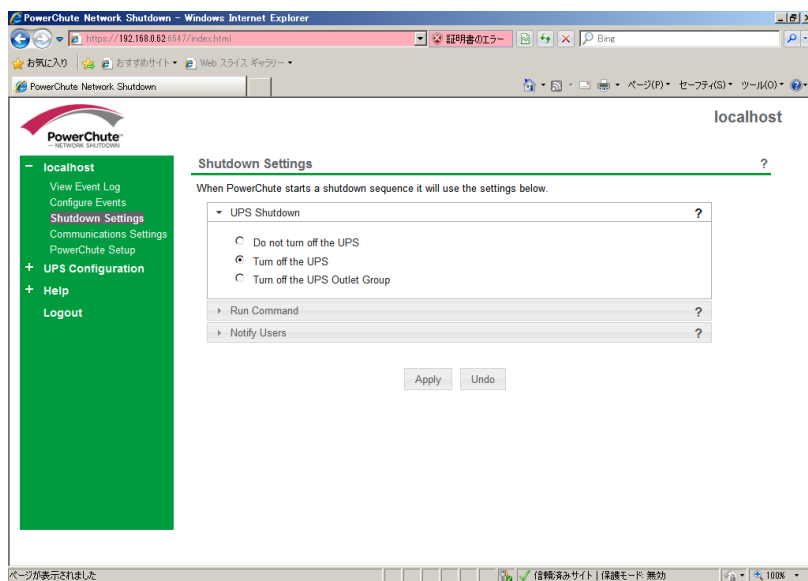 PowerChute Network Shutdown - Windows Internet Explorer
https://192.168.0.62:6547/index.html
証明書のエラー
Bing
お気に入り
おすすめサイト
Web スライス ギャラリー
PowerChute Network Shutdown
ページ(P)
セーフティ(S)
ツール(O)
PowerChute
NETWORK SHUTDOWN
localhost
localhost
View Event Log
Configure Events
Shutdown Settings
Communications Settings
PowerChute Setup
UPS Configuration
Help
Logout
Shutdown Settings ?
When PowerChute starts a shutdown sequence it will use the settings below.
UPS Shutdown ?
Do not turn off the UPS
Turn off the UPS
Turn off the UPS Outlet Group
Run Command ?
Notify Users ?
Apply Undo
ページが表示されました
信頼済みサイト | 保護モード: 無効
100%